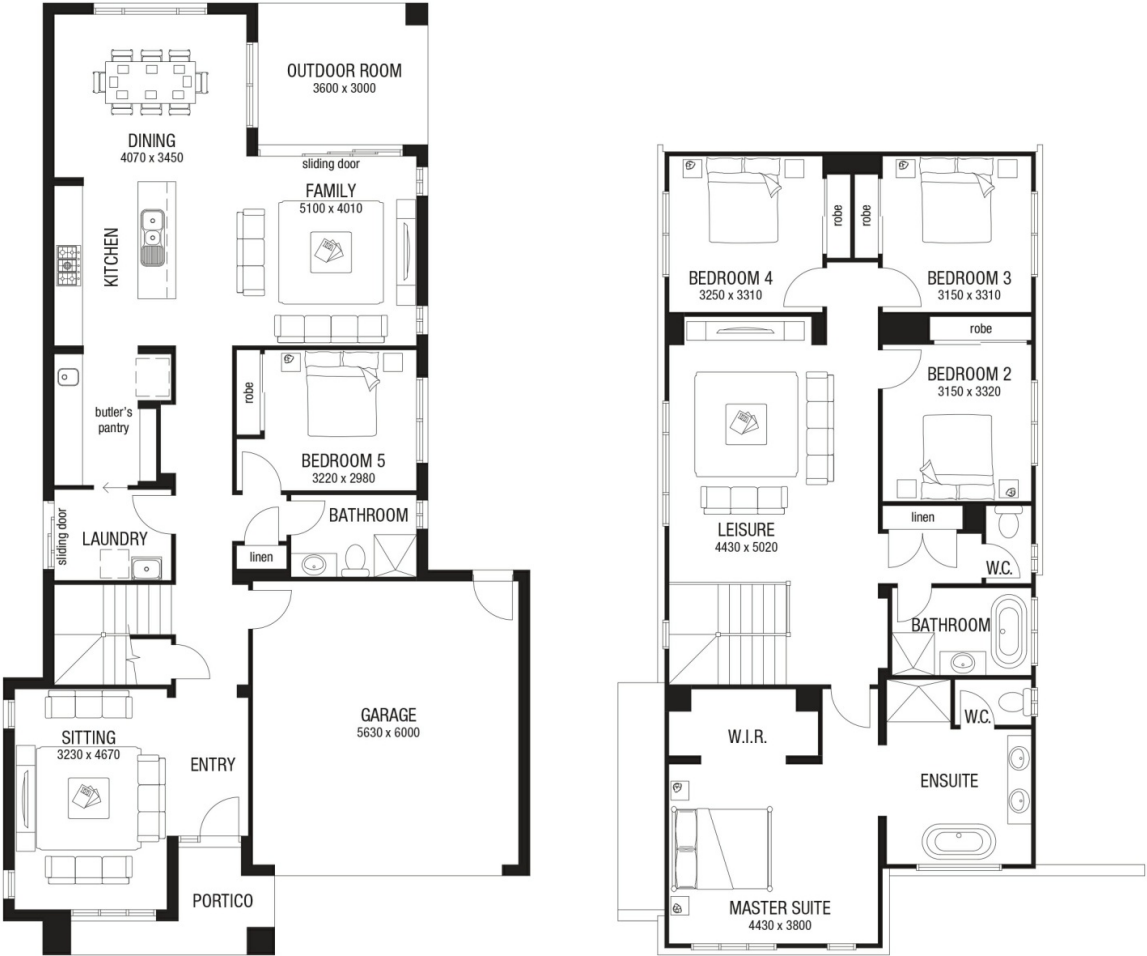 OUTDOOR ROOM
3600 x 3000
DINING
4070 x 3450
sliding door
FAMILY
5100 x 4010
KITCHEN
butler's
pantry
robe
BEDROOM 5
3220 x 2980
sliding door
LAUNDRY
BATHROOM
linen
GARAGE
5630 x 6000
SITTING
3230 x 4670
ENTRY
PORTICO
robe
robe
BEDROOM 4
3250 x 3310
BEDROOM 3
3150 x 3310
robe
BEDROOM 2
3150 x 3320
LEISURE
4430 x 5020
linen
W.C.
BATHROOM
W.C.
W.I.R.
ENSUITE
MASTER SUITE
4430 x 3800